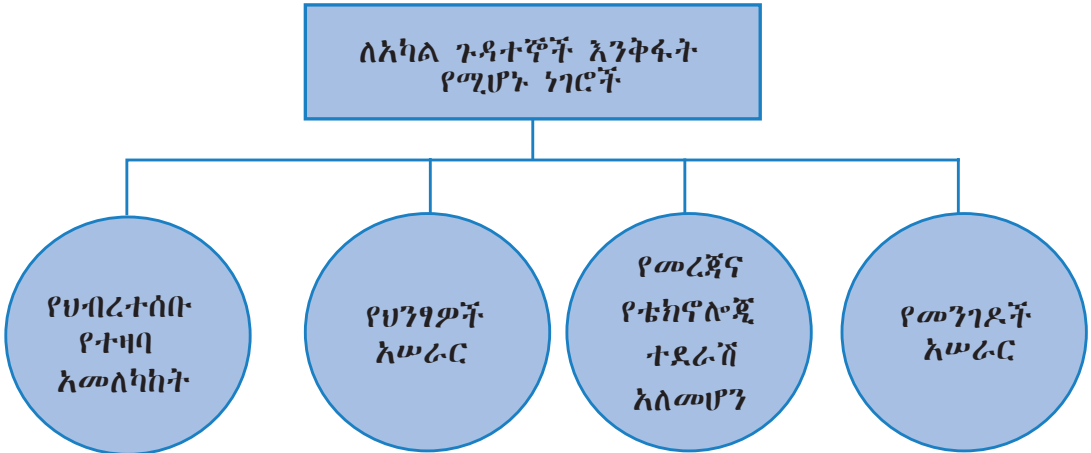 ለአካል ጉዳተኞች እንቅፋት
የሚሆኑ ነገሮች
የህብረተሰቡ
የተዛባ
አመለካከት
የህንፃዎች
አሠራር
የመረጃና
የቴክኖሎጂ
ተደራሽ
አለመሆን
የመንገዶች
አሠራር